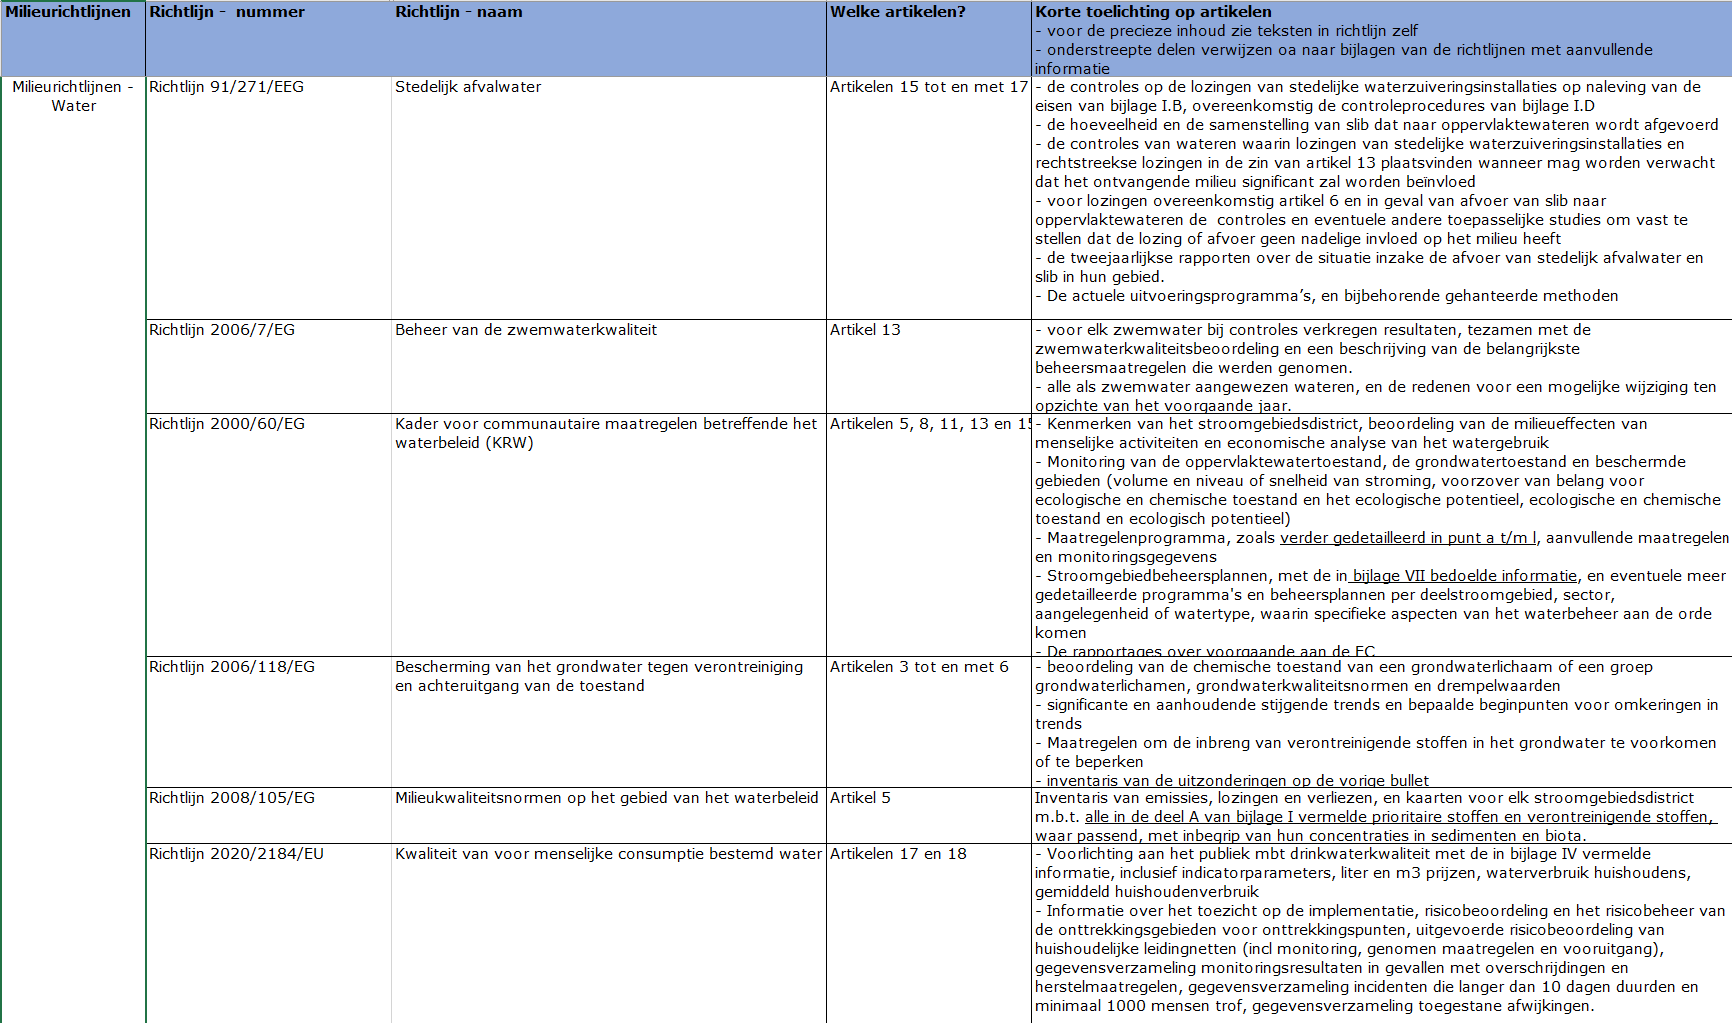 Milieurichtlijnen
Richtlijn - nummer
Richtlijn - naam
Welke artikelen?
Korte toelichting op artikelen
- voor de precieze inhoud zie teksten in richtlijn zelf
- onderstreepte delen verwijzen oa naar bijlagen van de richtlijnen met aanvullende
informatie
Milieurichtlijnen -
Water
Richtlijn 91/271/EEG
Stedelijk afvalwater
Artikelen 15 tot en met 17
- de controles op de lozingen van stedelijke waterzuiveringsinstallaties op naleving van de
eisen van bijlage I.B, overeenkomstig de controleprocedures van bijlage I.D
- de hoeveelheid en de samenstelling van slib dat naar oppervlaktewateren wordt afgevoerd
- de controles van wateren waarin lozingen van stedelijke waterzuiveringsinstallaties en
rechtstreekse lozingen in de zin van artikel 13 plaatsvinden wanneer mag worden verwacht
dat het ontvangende milieu significant zal worden beïnvloed
- voor lozingen overeenkomstig artikel 6 en in geval van afvoer van slib naar
oppervlaktewateren de  controles en eventuele andere toepasselijke studies om vast te
stellen dat de lozing of afvoer geen nadelige invloed op het milieu heeft
- de tweejaarlijkse rapporten over de situatie inzake de afvoer van stedelijk afvalwater en
slib in hun gebied.
- De actuele uitvoeringsprogramma’s, en bijbehorende gehanteerde methoden
Richtlijn 2006/7/EG
Beheer van de zwemwaterkwaliteit
Artikel 13
- voor elk zwemwater bij controles verkregen resultaten, tezamen met de
zwemwaterkwaliteitsbeoordeling en een beschrijving van de belangrijkste
beheersmaatregelen die werden genomen.
- alle als zwemwater aangewezen wateren, en de redenen voor een mogelijke wijziging ten
opzichte van het voorgaande jaar.
Richtlijn 2000/60/EG
Kader voor communautaire maatregelen betreffende het
waterbeleid (KRW)
Artikelen 5, 8, 11, 13 en 15
- Kenmerken van het stroomgebiedsdistrict, beoordeling van de milieueffecten van
menselijke activiteiten en economische analyse van het watergebruik
- Monitoring van de oppervlaktewatertoestand, de grondwatertoestand en beschermde
gebieden (volume en niveau of snelheid van stroming, voorzover van belang voor
ecologische en chemische toestand en het ecologische potentieel, ecologische en chemische
toestand en ecologisch potentieel)
- Maatregelenprogramma, zoals verder gedetailleerd in punt a t/m l, aanvullende maatregelen
en monitoringsgegevens
- Stroomgebiedbeheersplannen, met de in bijlage VII bedoelde informatie, en eventuele meer
gedetailleerde programma's en beheersplannen per deelstroomgebied, sector,
aangelegenheid of watertype, waarin specifieke aspecten van het waterbeheer aan de orde
komen
- De rapportages over voorgaande aan de EC
Richtlijn 2006/118/EG
Bescherming van het grondwater tegen verontreiniging
en achteruitgang van de toestand
Artikelen 3 tot en met 6
- beoordeling van de chemische toestand van een grondwaterlichaam of een groep
grondwaterlichamen, grondwaterkwaliteitsnormen en drempelwaarden
- significante en aanhoudende stijgende trends en bepaalde beginpunten voor omkeringen in
trends
- Maatregelen om de inbreng van verontreinigende stoffen in het grondwater te voorkomen
of te beperken
- inventaris van de uitzonderingen op de vorige bullet
Richtlijn 2008/105/EG
Milieukwaliteitsnormen op het gebied van het waterbeleid
Artikel 5
Inventaris van emissies, lozingen en verliezen, en kaarten voor elk stroomgebiedsdistrict
m.b.t. alle in de deel A van bijlage I vermelde prioritaire stoffen en verontreinigende stoffen,
waar passend, met inbegrip van hun concentraties in sedimenten en biota.
Richtlijn 2020/2184/EU
Kwaliteit van voor menselijke consumptie bestemd water
Artikelen 17 en 18
- Voorlichting aan het publiek mbt drinkwaterkwaliteit met de in bijlage IV vermelde
informatie, inclusief indicatorparameters, liter en m3 prijzen, waterverbruik huishoudens,
gemiddeld huishoudenverbruik
- Informatie over het toezicht op de implementatie, risicobeoordeling en het risicobeheer van
de onttrekkingsgebieden voor onttrekkingspunten, uitgevoerde risicobeoordeling van
huishoudelijke leidingnetten (incl monitoring, genomen maatregelen en vooruitgang),
gegevensverzameling monitoringsresultaten in gevallen met overschrijdingen en
herstelmaatregelen, gegevensverzameling incidenten die langer dan 10 dagen duurden en
minimaal 1000 mensen trof, gegevensverzameling toegestane afwijkingen.